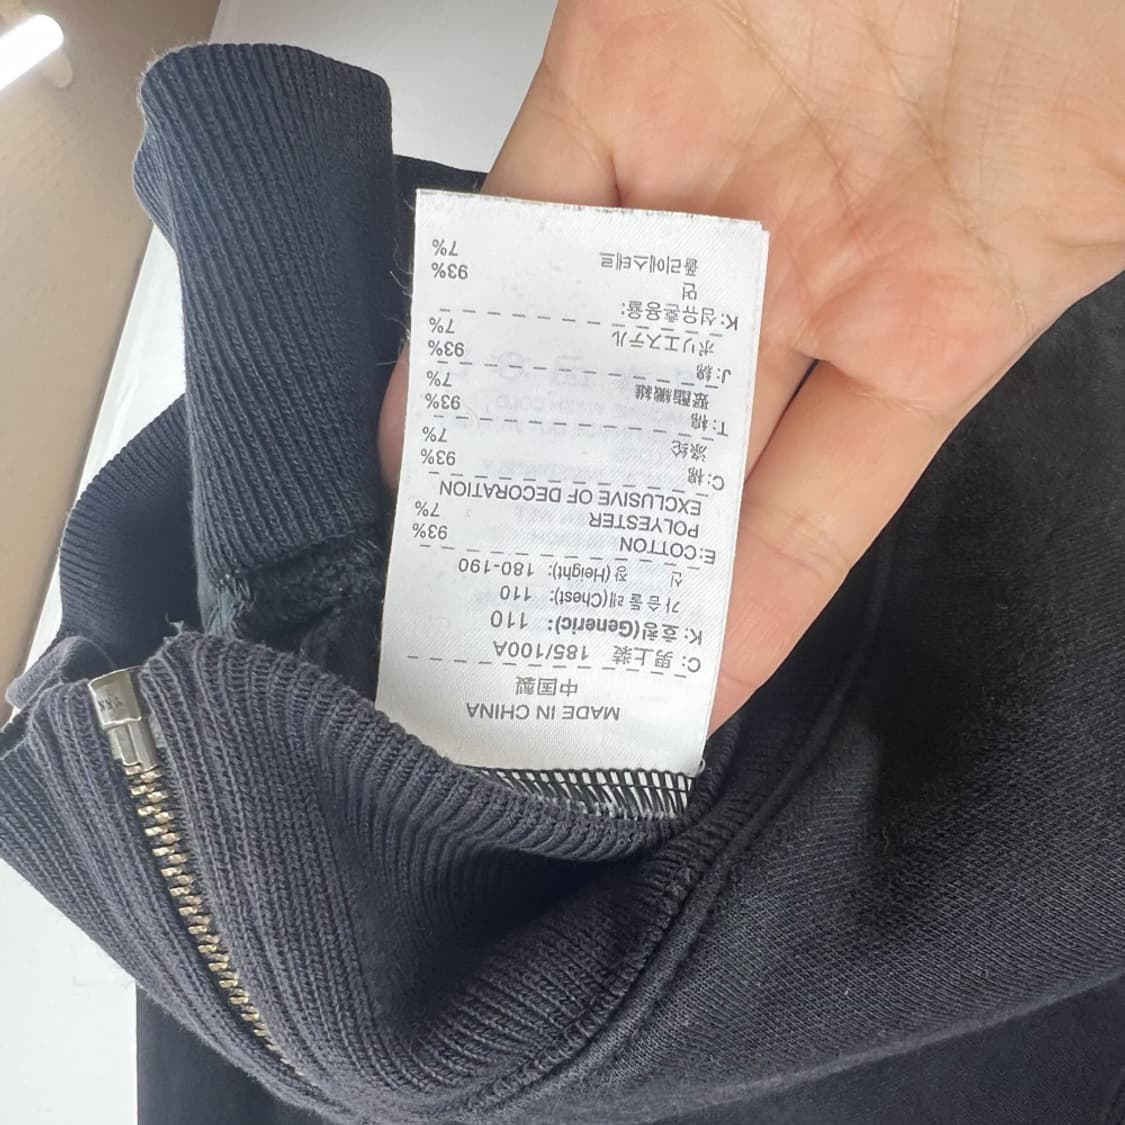 MADE IN CHINA
中国製
C: 男上装 185/100A
K: 호칭(Generic): 110
가슴둘레(Chest): 110
신 장(Height): 180-190
E:COTTON 93%
POLYESTER 7%
EXCLUSIVE OF DECORATION
C: 棉 93%
涤纶 7%
T: 棉 93%
聚酯纖維 7%
J: 綿 93%
ポリエステル 7%
K:섬유혼용율:
면 93%
폴리에스테르 7%